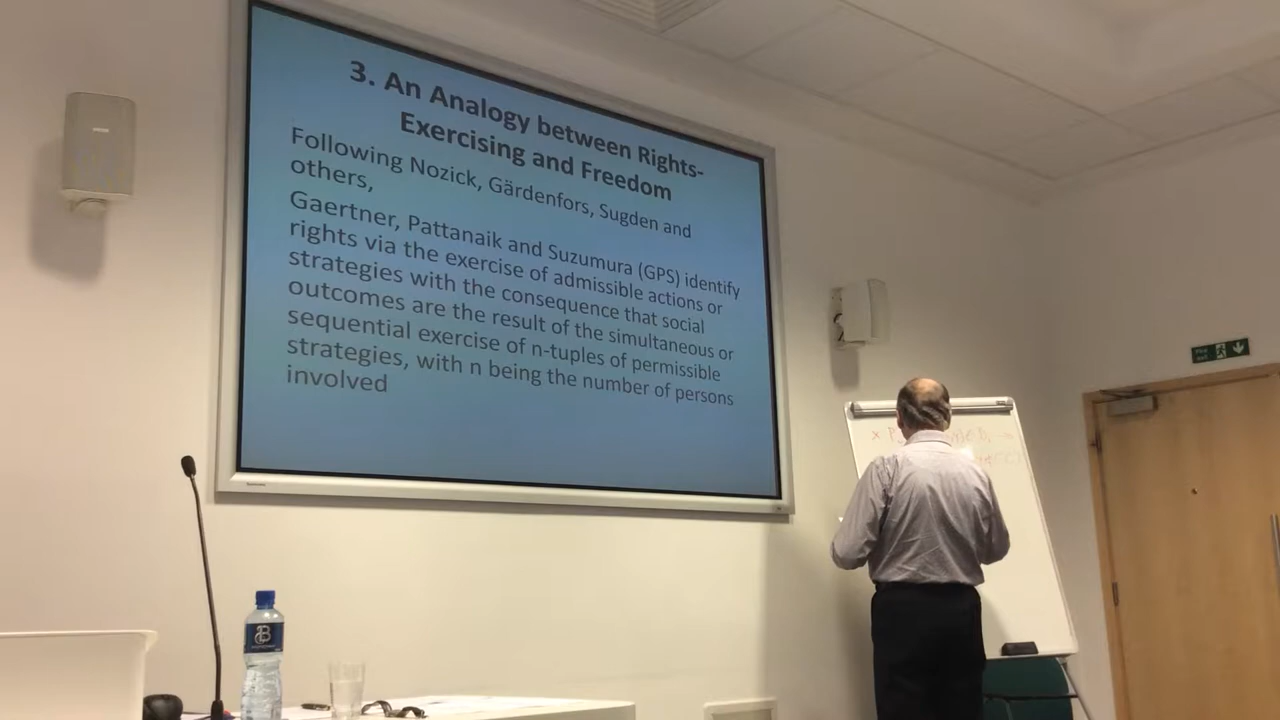 3. An Analogy between Rights-
Exercising and Freedom
Following Nozick, Gärdenfors, Sugden and
others,
Gaertner, Pattanaik and Suzumura (GPS) identify
rights via the exercise of admissible actions or
strategies with the consequence that social
outcomes are the result of the simultaneous or
sequential exercise of n-tuples of permissible
strategies, with n being the number of persons
involved